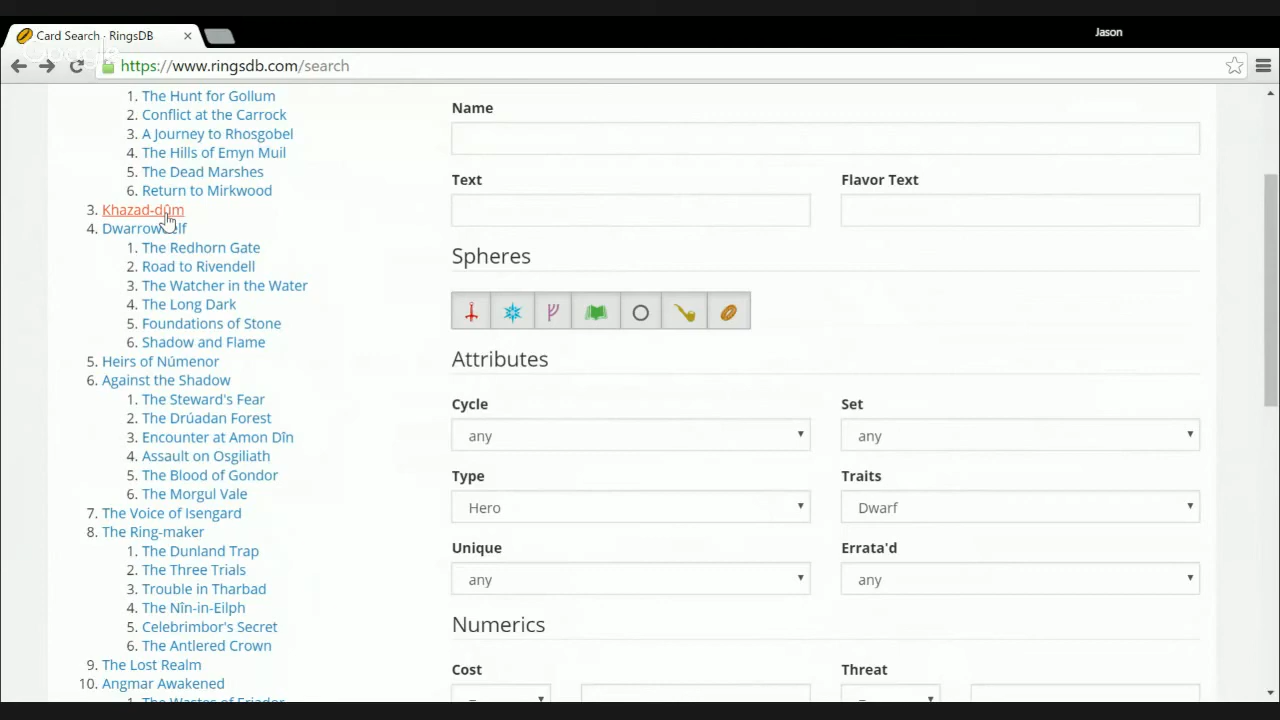 Card Search · RingsDB
Jason
Google
https://www.ringsdb.com/search
1. The Hunt for Gollum
2. Conflict at the Carrock
3. A Journey to Rhosgobel
4. The Hills of Emyn Muil
5. The Dead Marshes
6. Return to Mirkwood
3. Khazad-dûm
4. Dwarrowdelf
1. The Redhorn Gate
2. Road to Rivendell
3. The Watcher in the Water
4. The Long Dark
5. Foundations of Stone
6. Shadow and Flame
5. Heirs of Númenor
6. Against the Shadow
1. The Steward's Fear
2. The Drúadan Forest
3. Encounter at Amon Dîn
4. Assault on Osgiliath
5. The Blood of Gondor
6. The Morgul Vale
7. The Voice of Isengard
8. The Ring-maker
1. The Dunland Trap
2. The Three Trials
3. Trouble in Tharbad
4. The Nîn-in-Eilph
5. Celebrimbor's Secret
6. The Antlered Crown
9. The Lost Realm
10. Angmar Awakened
1. The Wastes of Eriador
Name
Text Flavor Text
Spheres
Attributes
Cycle Set
any any
Type Traits
Hero Dwarf
Unique Errata'd
any any
Numerics
Cost Threat